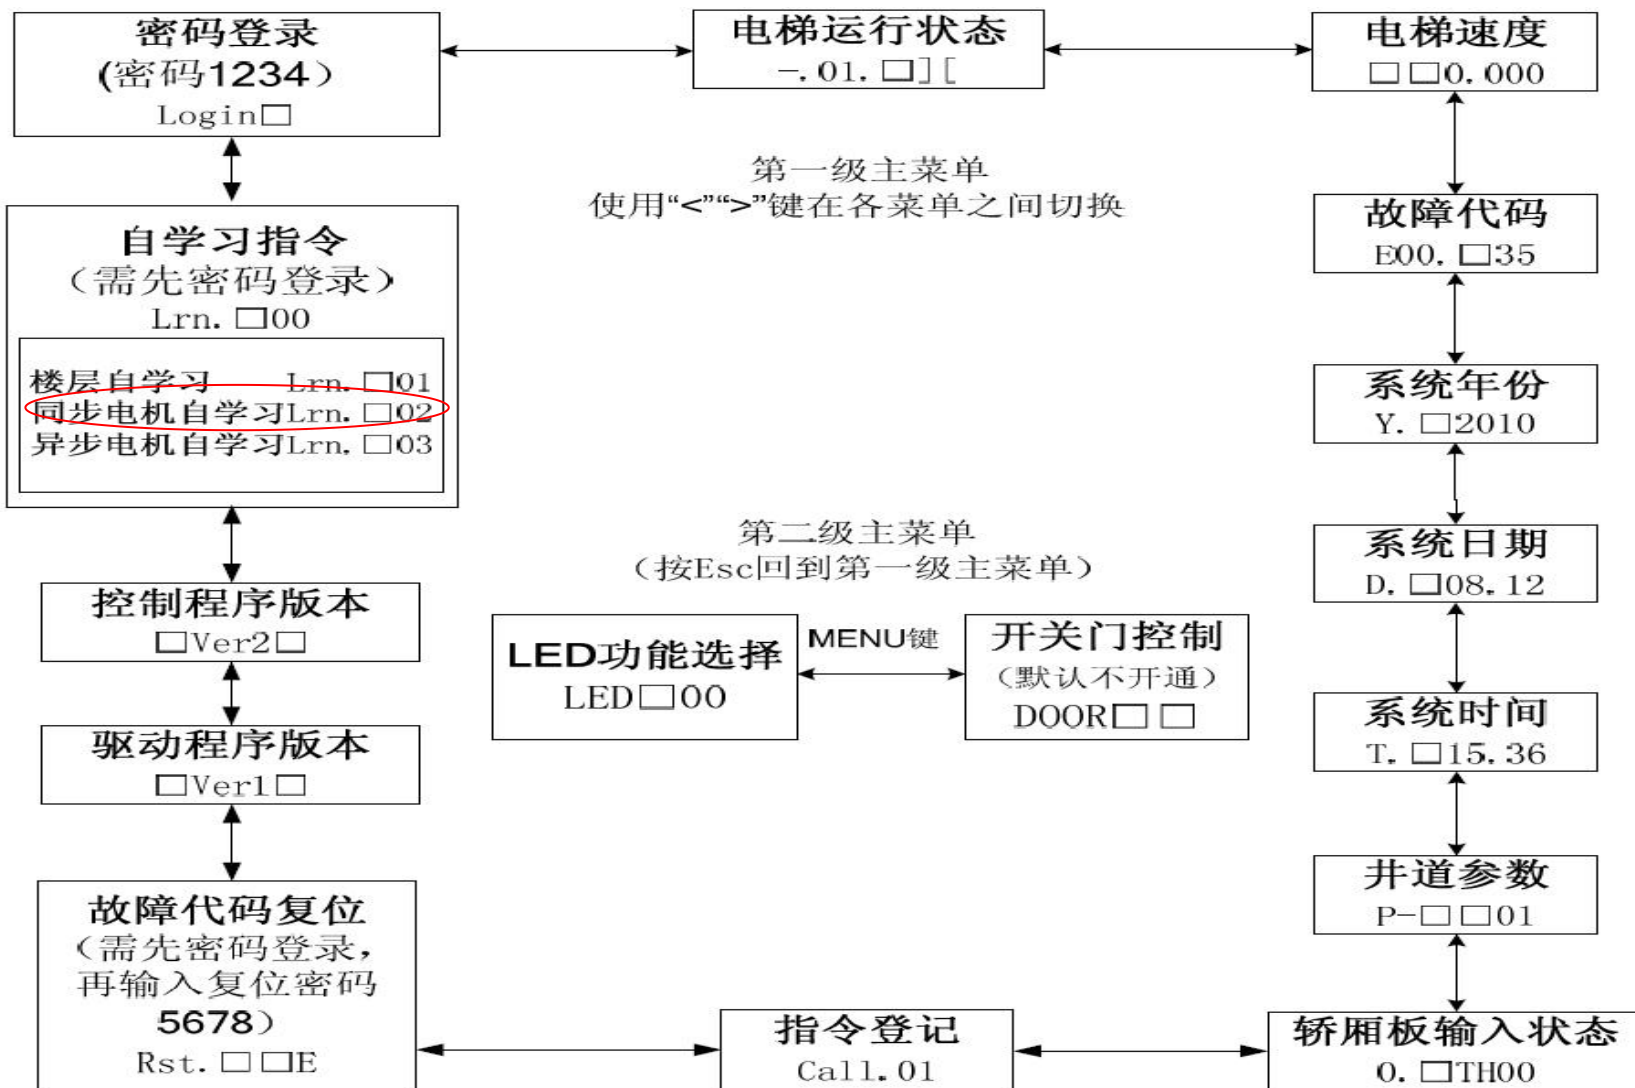 密码登录
(密码1234）
Login□
电梯运行状态
-.01.□][
电梯速度
□□0.000
第一级主菜单
使用“<”“>”键在各菜单之间切换
自学习指令
（需先密码登录）
Lrn.□00
楼层自学习 Lrn.□01
同步电机自学习Lrn.□02
异步电机自学习Lrn.□03
故障代码
E00.□35
系统年份
Y.□2010
第二级主菜单
（按Esc回到第一级主菜单）
系统日期
D.□08.12
控制程序版本
□Ver2□
LED功能选择
LED□00
MENU键
开关门控制
（默认不开通）
DOOR□□
系统时间
T.□15.36
驱动程序版本
□Ver1□
井道参数
P-□□01
故障代码复位
（需先密码登录，
再输入复位密码
5678）
Rst.□□E
指令登记
Call.01
轿厢板输入状态
0.□TH00